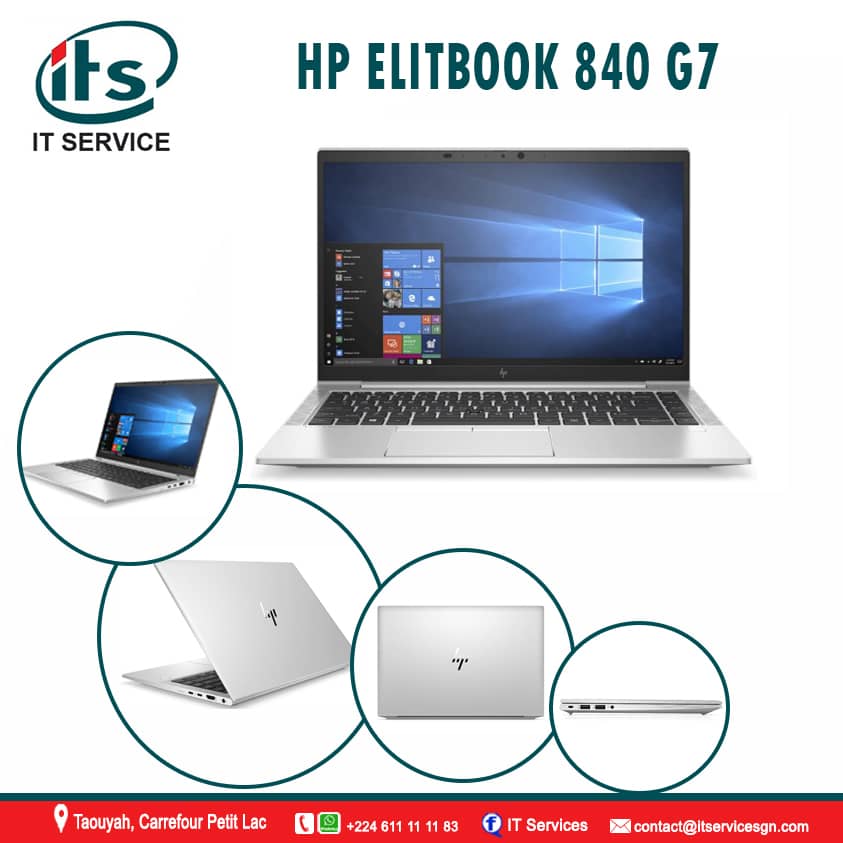 its
IT SERVICE
HP ELITBOOK 840 G7
Taouyah, Carrefour Petit Lac
+224 611 11 11 83
IT Services
contact@itservicesgn.com